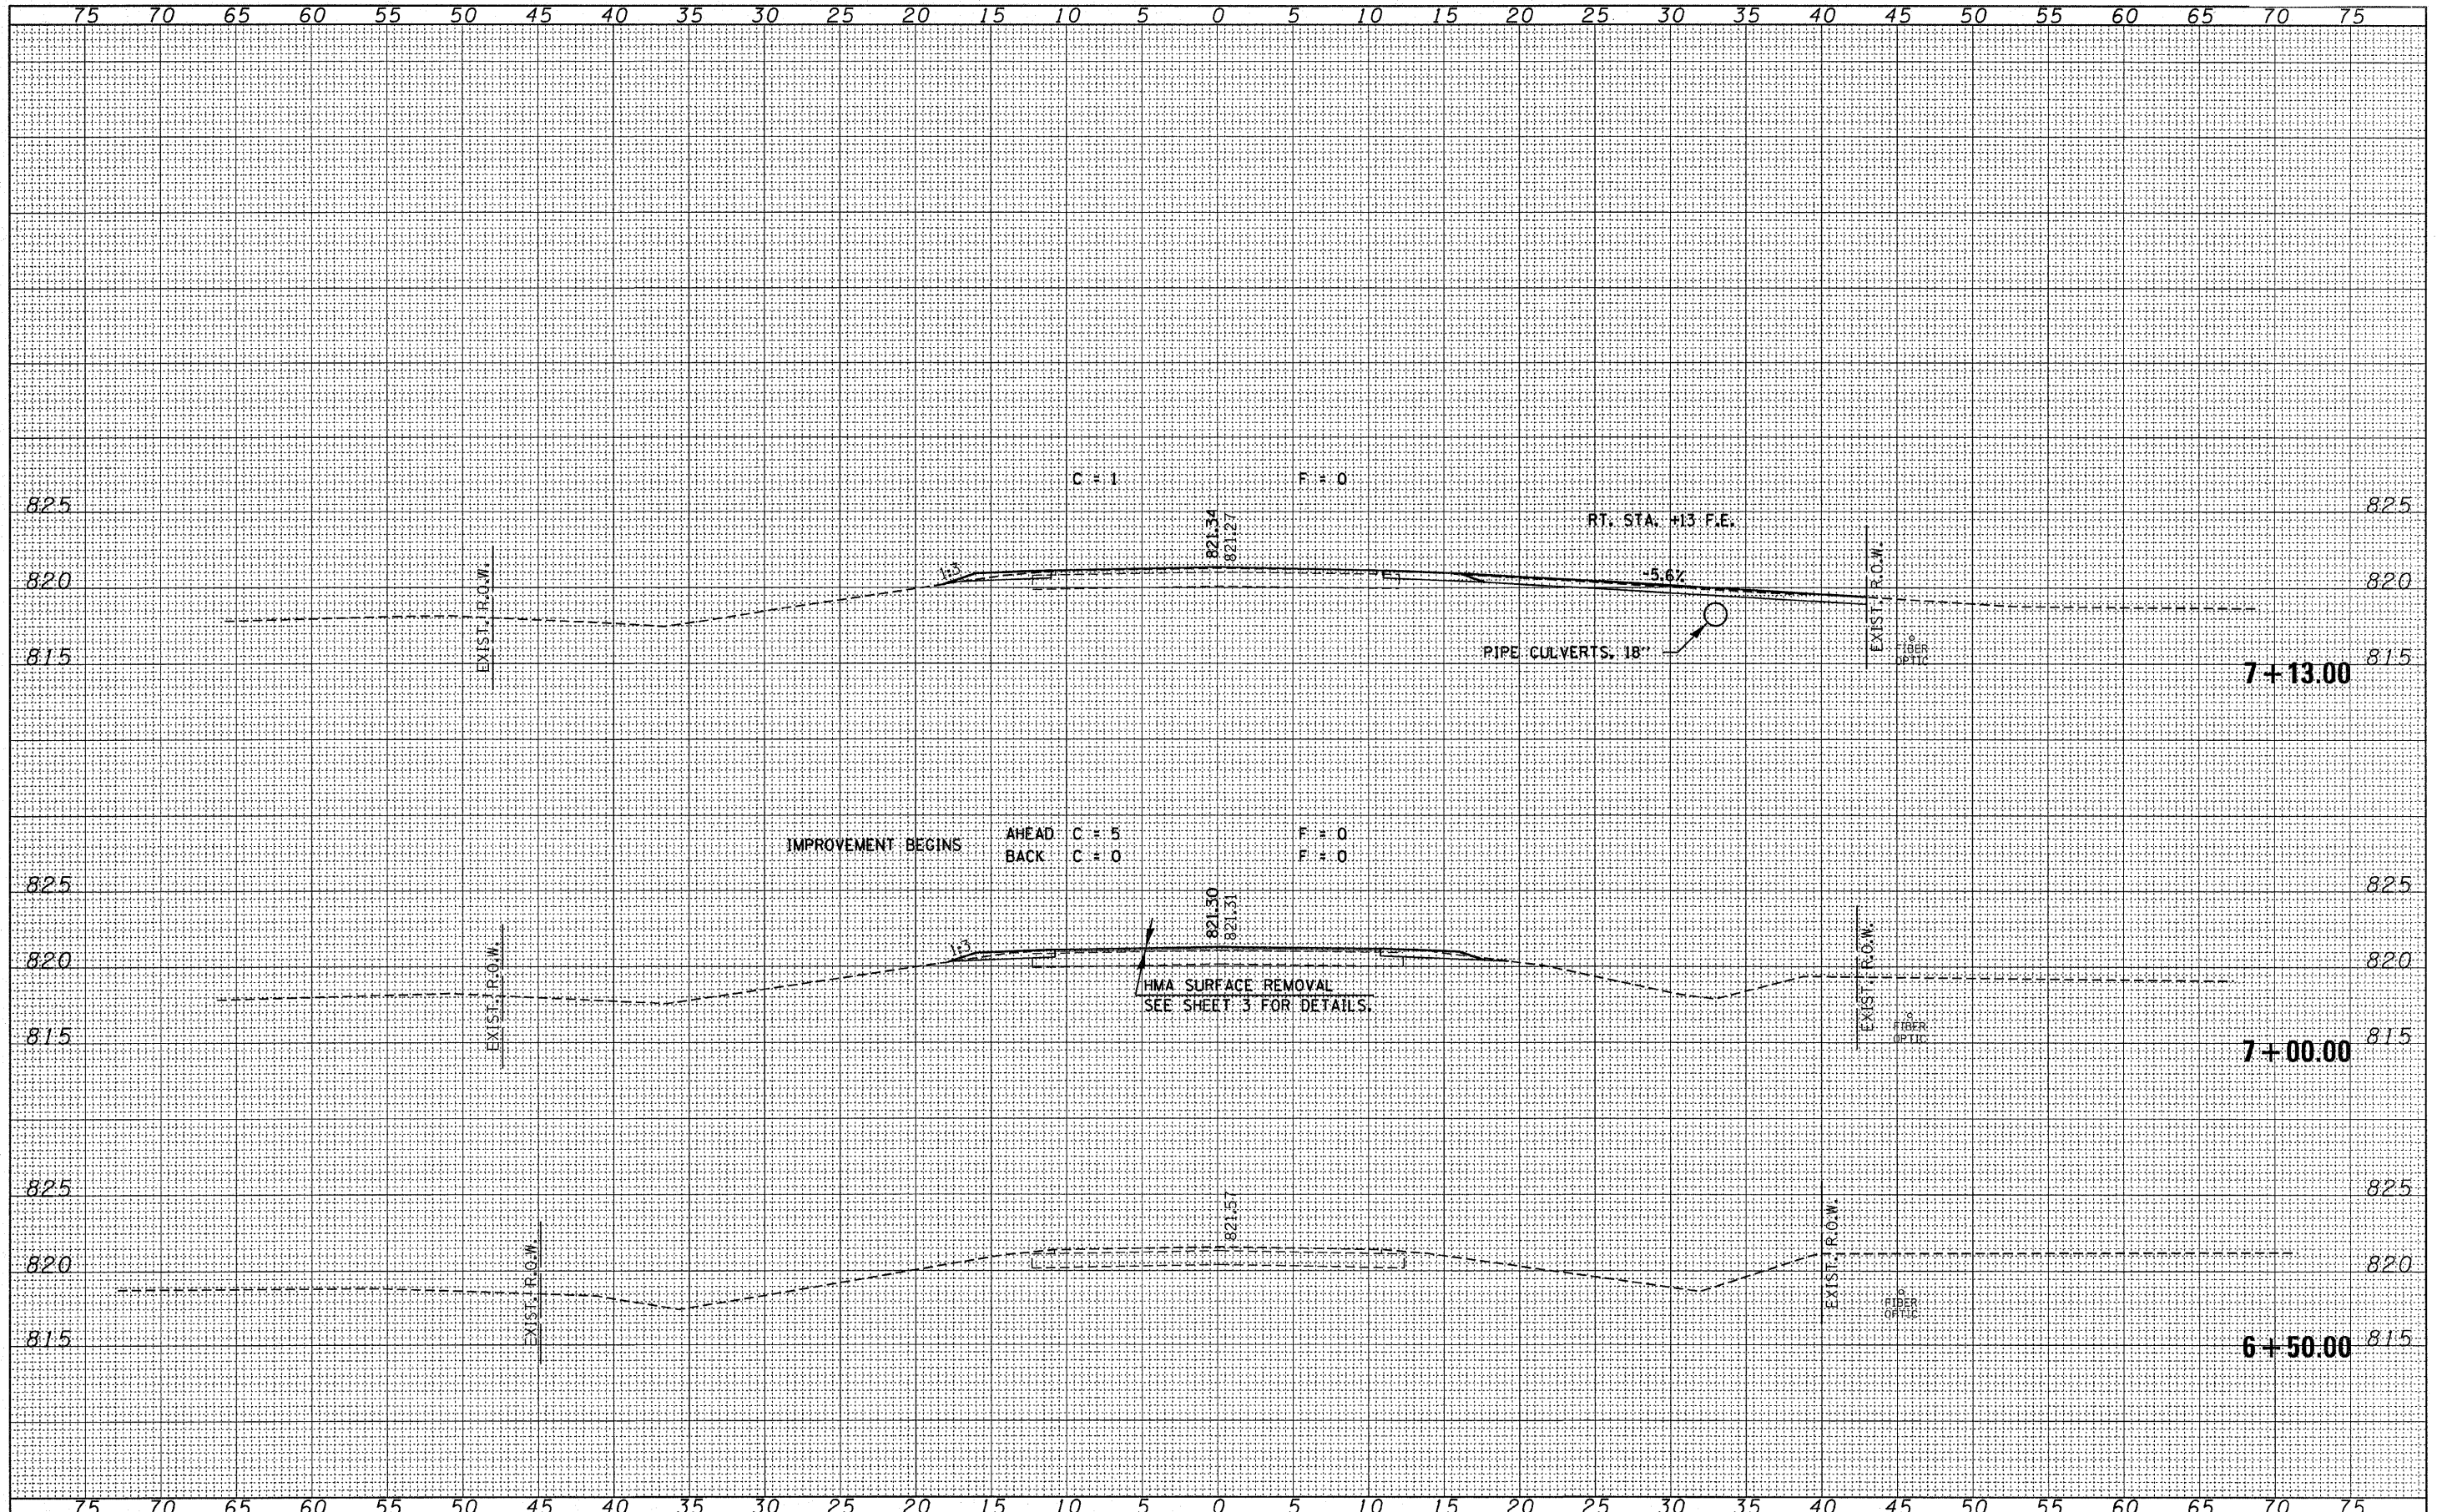 75 70 65 60 55 50 45 40 35 30 25 20 15 10 5 0 5 10 15 20 25 30 35 40 45 50 55 60 65 70 75
C = 1 F = 0
825 825
821.34
821.27
RT. STA. +13 F.E.
1:3
-5.6%
820 820
EXIST. R.O.W.
EXIST. R.O.W.
PIPE CULVERTS, 18"
FIBER
OPTIC
815 815
7+13.00
IMPROVEMENT BEGINS
AHEAD C = 5 F = 0
BACK C = 0 F = 0
825 825
821.30
821.31
1:3
820 820
EXIST. R.O.W.
EXIST. R.O.W.
HMA SURFACE REMOVAL
SEE SHEET 3 FOR DETAILS.
FIBER
OPTIC
815 815
7+00.00
825 825
821.57
820 820
EXIST. R.O.W.
EXIST. R.O.W.
FIBER
OPTIC
815 815
6+50.00
75 70 65 60 55 50 45 40 35 30 25 20 15 10 5 0 5 10 15 20 25 30 35 40 45 50 55 60 65 70 75